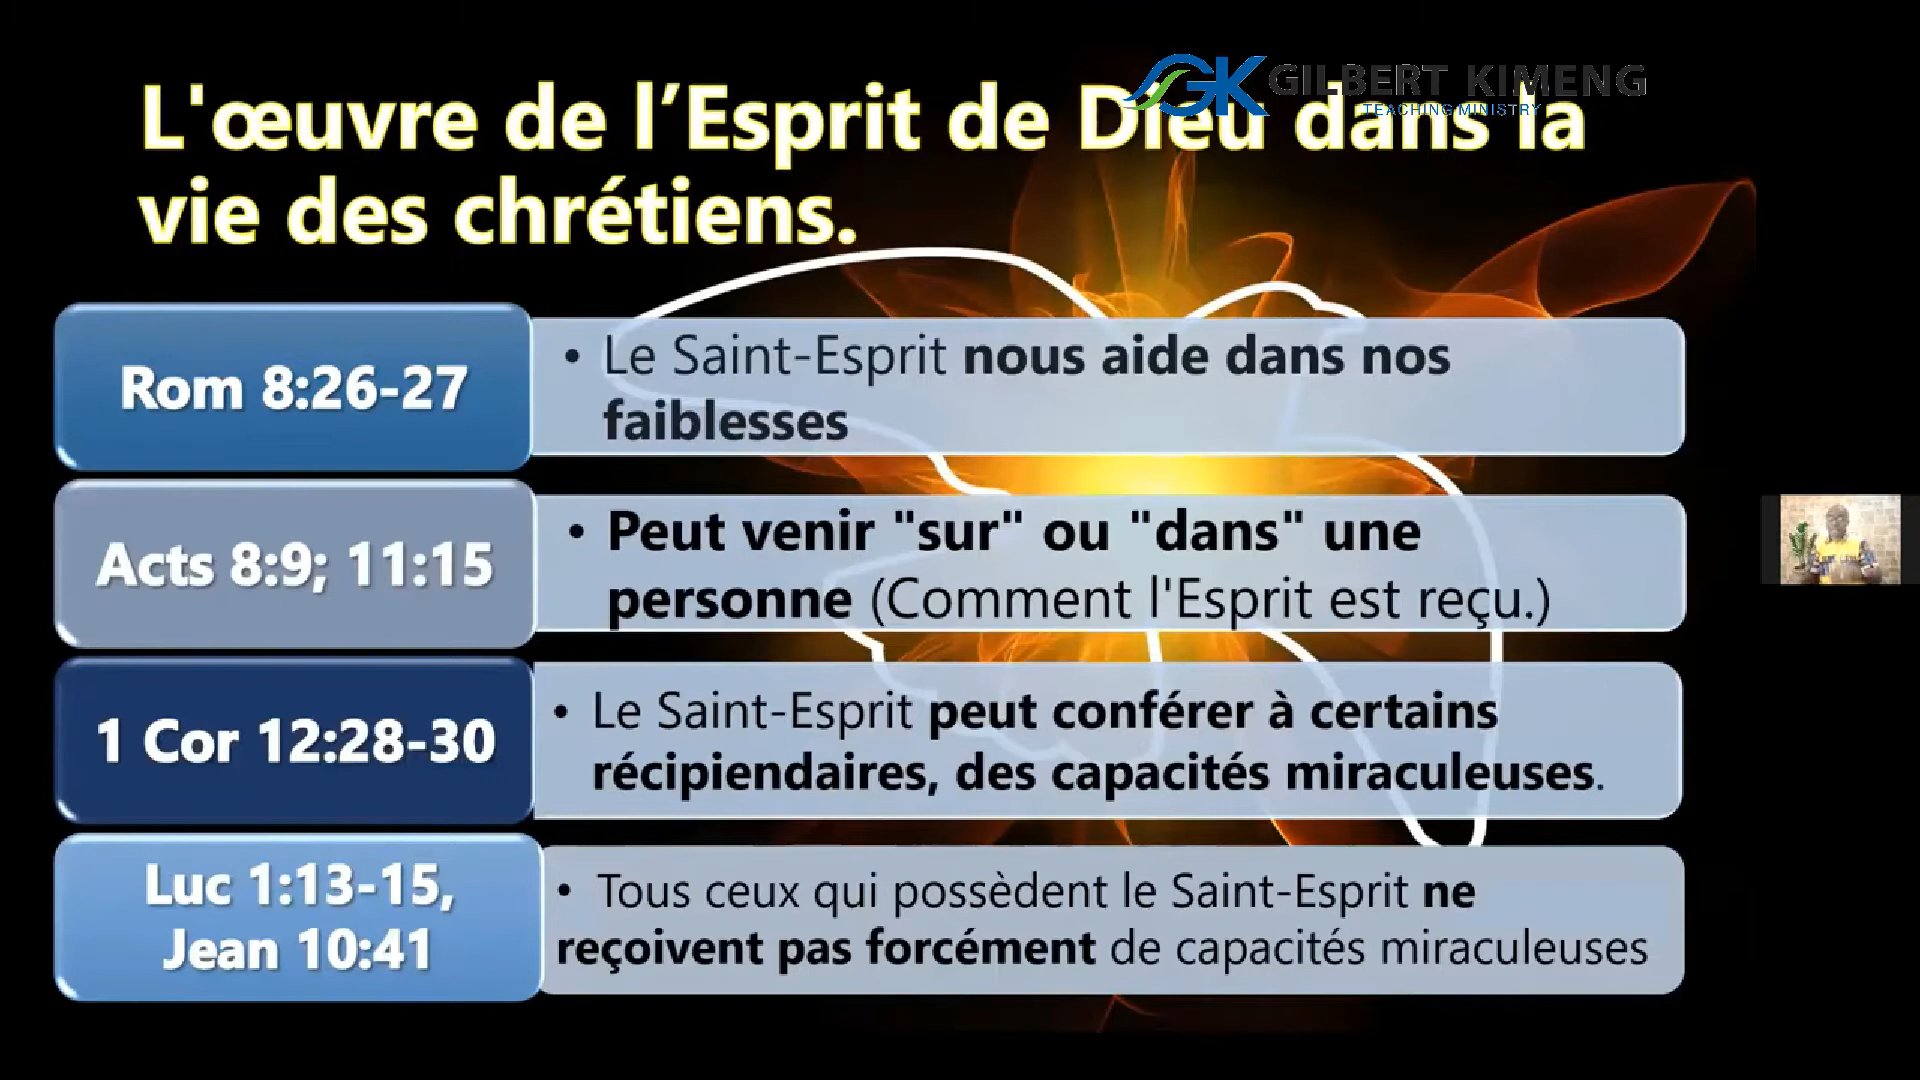 GILBERT KIMENG
TEACHING MINISTRY
L'œuvre de l’Esprit de Dieu dans la
vie des chrétiens.
Rom 8:26-27
• Le Saint-Esprit nous aide dans nos
faiblesses
Acts 8:9; 11:15
• Peut venir "sur" ou "dans" une
personne (Comment l'Esprit est reçu.)
1 Cor 12:28-30
• Le Saint-Esprit peut conférer à certains
récipiendaires, des capacités miraculeuses.
Luc 1:13-15,
Jean 10:41
• Tous ceux qui possèdent le Saint-Esprit ne
reçoivent pas forcément de capacités miraculeuses